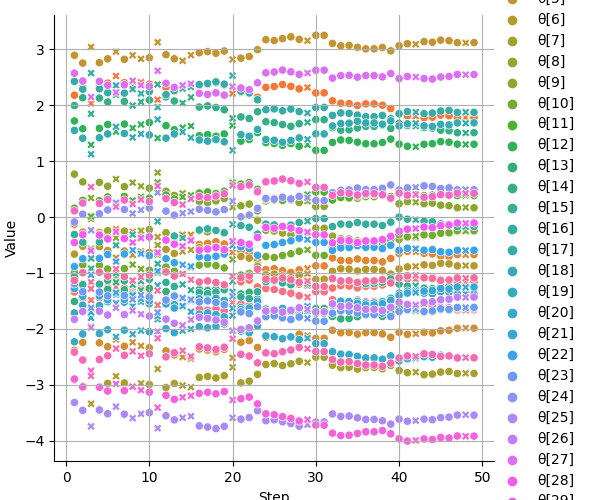 θ[5]
3
θ[6]
θ[7]
θ[8]
2
θ[9]
θ[10]
θ[11]
1
θ[12]
θ[13]
0
θ[14]
Value
θ[15]
θ[16]
−1
θ[17]
θ[18]
−2
θ[19]
θ[20]
θ[21]
−3
θ[22]
θ[23]
θ[24]
−4
θ[25]
θ[26]
0 10 20 30 40 50
θ[27]
θ[28]
Step
θ[29]